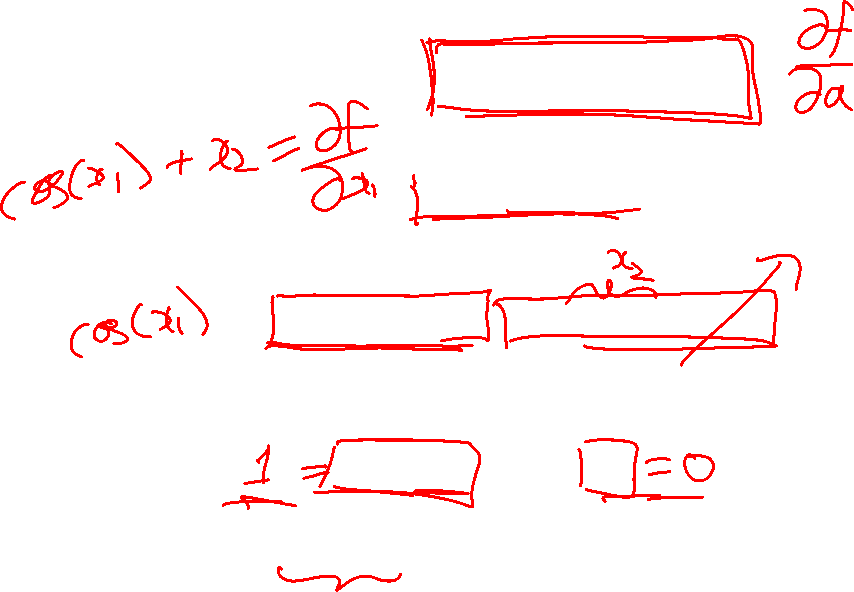 ∂f/∂a
cos(x₁) + x₂ = ∂f/∂x₁
x₂
cos(x₁)
1 =
= 0